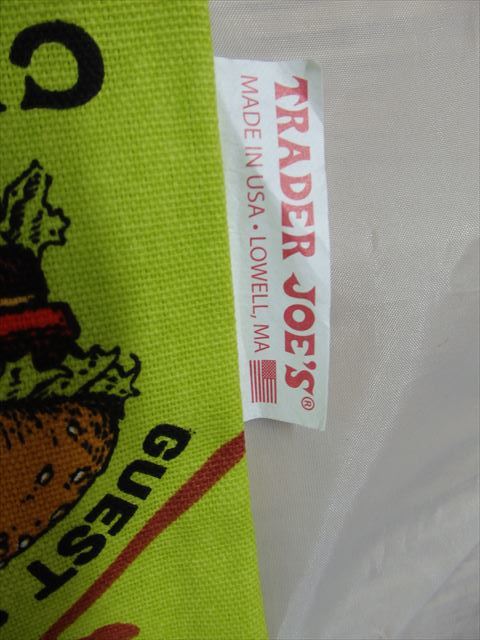 TRADER JOE'S®
MADE IN USA • LOWELL, MA
GUEST